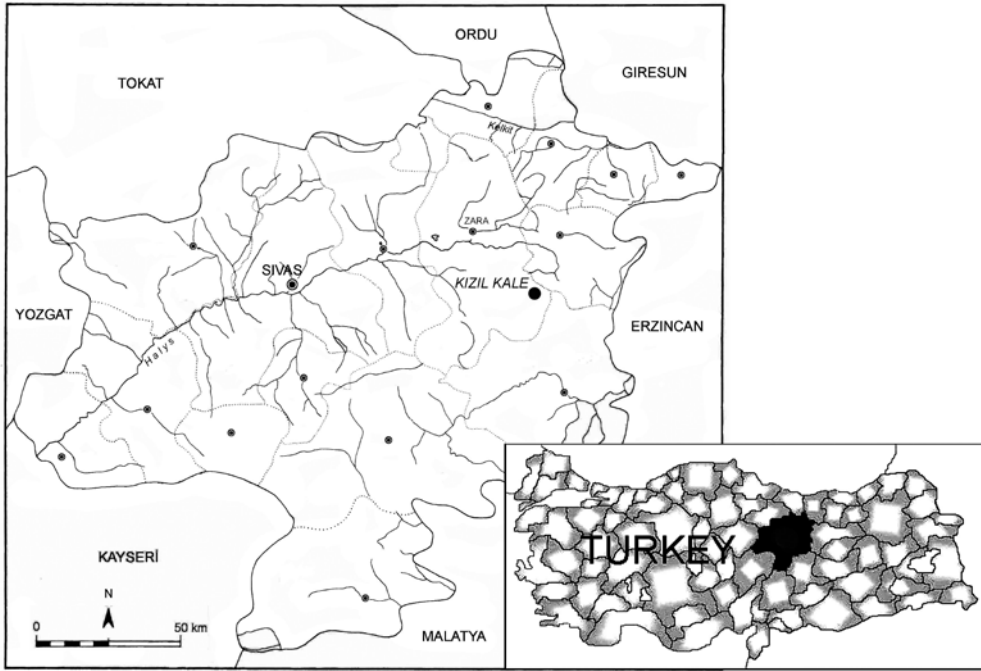 ORDU
GIRESUN
TOKAT
Kelkit
ZARA
SIVAS
KIZIL KALE
YOZGAT
ERZINCAN
Halys
KAYSERİ
N
0 50 km
MALATYA
TURKEY